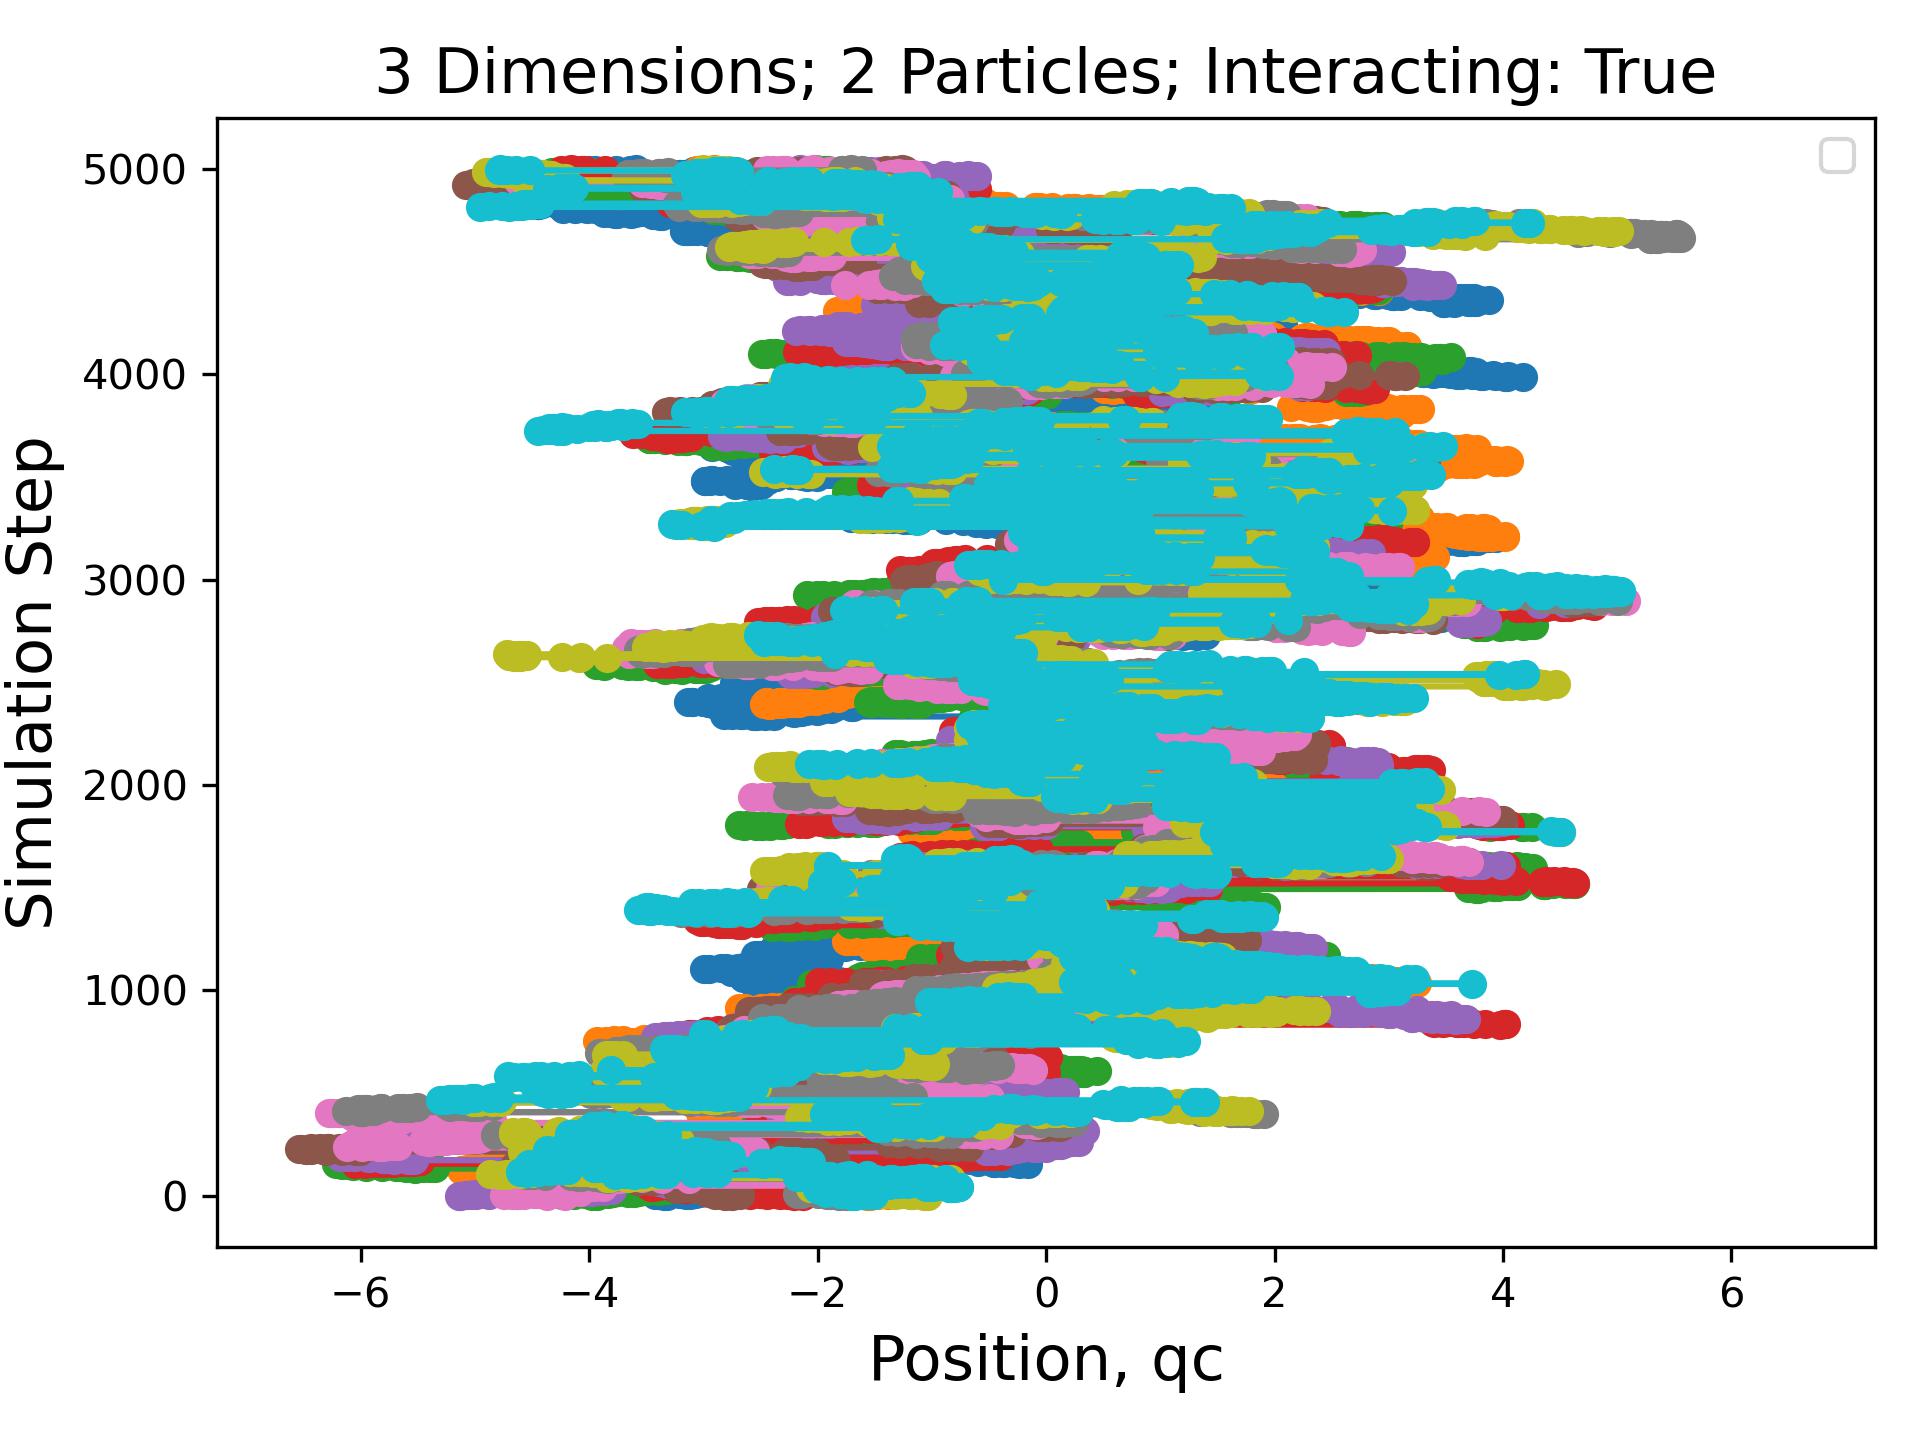 3 Dimensions; 2 Particles; Interacting: True
5000
4000
3000
2000
1000
0
Simulation Step
−6 −4 −2 0 2 4 6
Position, qc